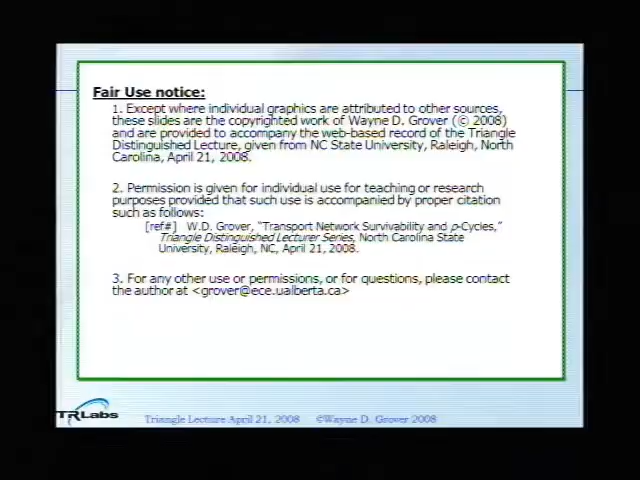 Fair Use notice:
1. Except where individual graphics are attributed to other sources,
these slides are the copyrighted work of Wayne D. Grover (© 2008)
and are provided to accompany the web-based record of the Triangle
Distinguished Lecture, given from NC State University, Raleigh, North
Carolina, April 21, 2008.
2. Permission is given for individual use for teaching or research
purposes provided that such use is accompanied by proper citation
such as follows:
[ref#] W.D. Grover, “Transport Network Survivability and p-Cycles,”
Triangle Distinguished Lecturer Series, North Carolina State
University, Raleigh, NC, April 21, 2008.
3. For any other use or permissions, or for questions, please contact
the author at <grover@ece.ualberta.ca>
TRLabs
Triangle Lecture April 21, 2008 ©Wayne D. Grover 2008